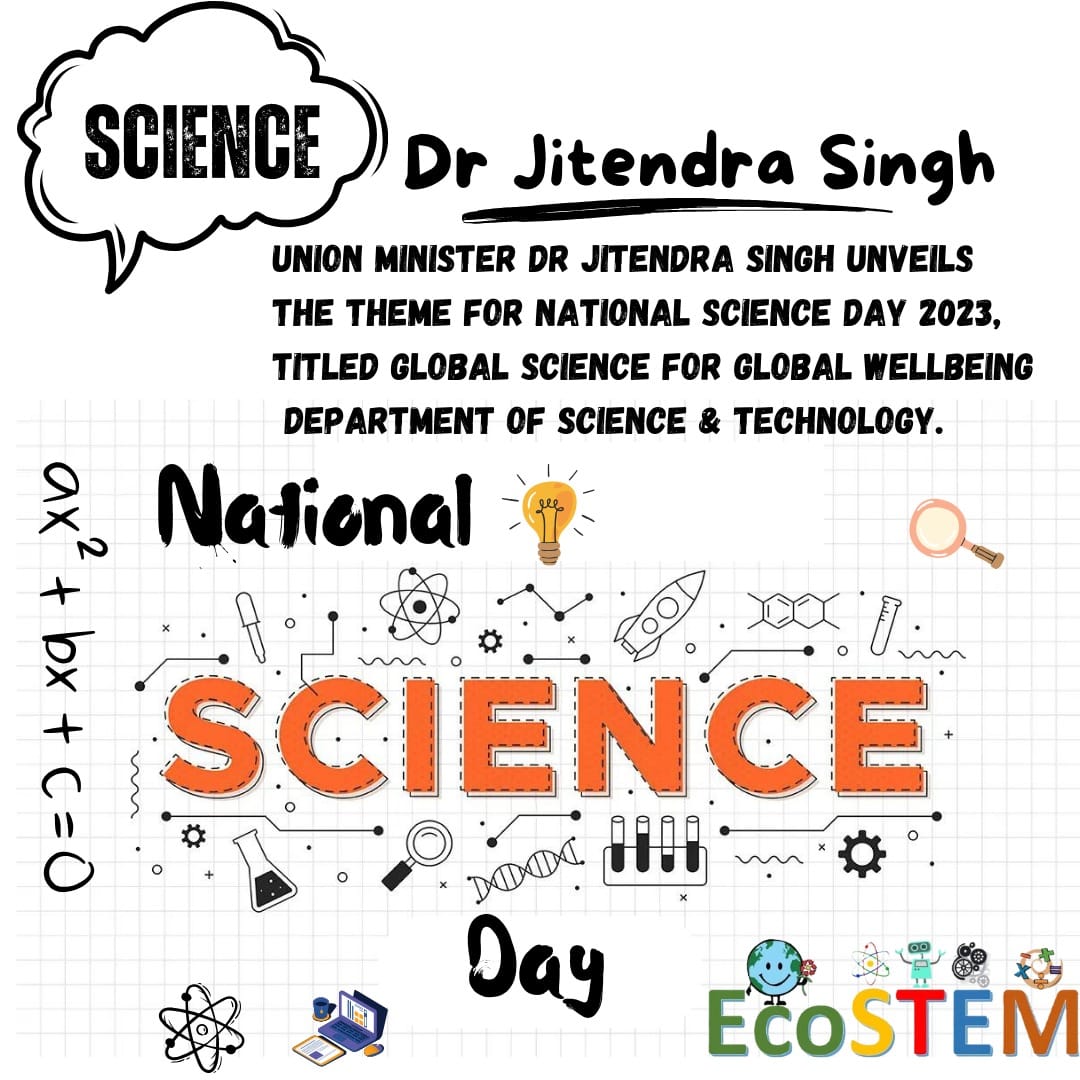 SCIENCE
Dr Jitendra Singh
UNION MINISTER DR JITENDRA SINGH UNVEILS
THE THEME FOR NATIONAL SCIENCE DAY 2023,
TITLED GLOBAL SCIENCE FOR GLOBAL WELLBEING
DEPARTMENT OF SCIENCE & TECHNOLOGY.
ax² + bx + c = 0
National
SCIENCE
Day
EcoSTEM